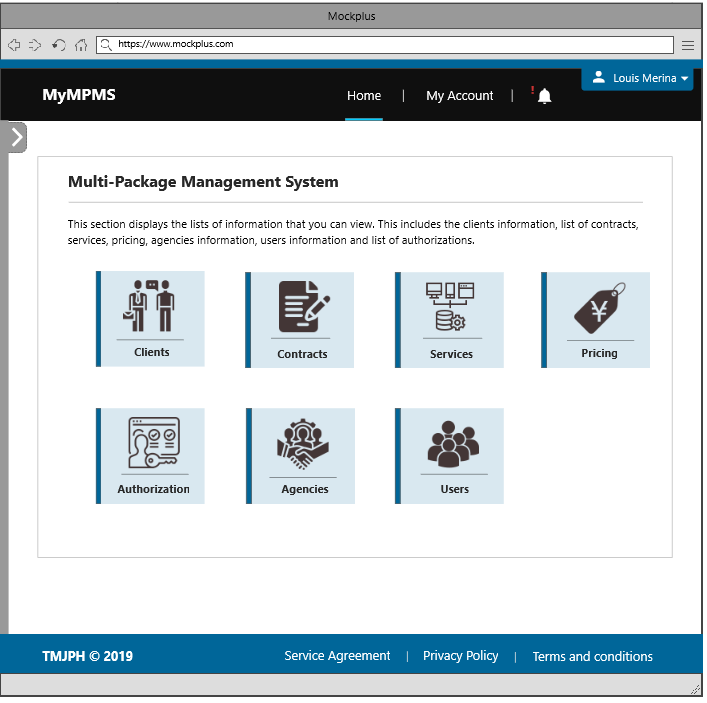 Mockplus
https://www.mockplus.com
Louis Merina
MyMPMS
Home | My Account |
!
Multi-Package Management System
This section displays the lists of information that you can view. This includes the clients information, list of contracts,
services, pricing, agencies information, users information and list of authorizations.
¥
Clients Contracts Services Pricing
Authorization Agencies Users
TMJPH © 2019 Service Agreement | Privacy Policy | Terms and conditions